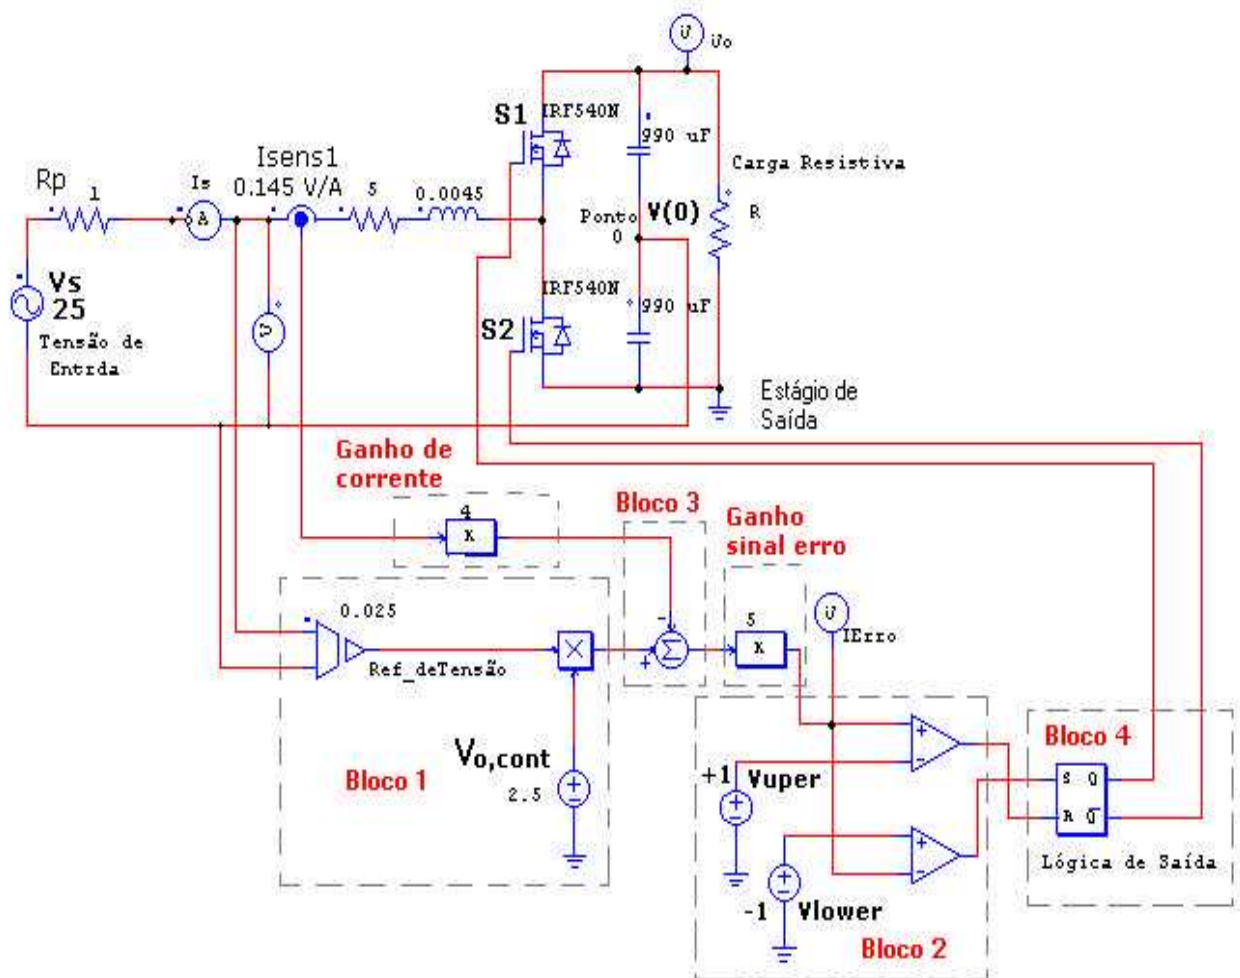 V Vo
S1 IRF540N
990 uF
Carga Resistiva
Isens1
Rp 1 Is 0.145 V/A 5 0.0045
A
Ponto V(0)
0
R
Vs
25
Tensão de
Entrda
V
IRF540N
990 uF
S2
Estágio de
Saída
Ganho de
corrente
Bloco 3
Ganho
sinal erro
4
K
-
+ Σ
0.025
Ref_deTensão
X
5
K
V
IErro
Vo,cont
2.5
+
-
Bloco 1
+
-
+1 Vuper
+
-
Bloco 4
S Q
R Q̅
Lógica de Saída
+
-
-1 Vlower
+
-
Bloco 2